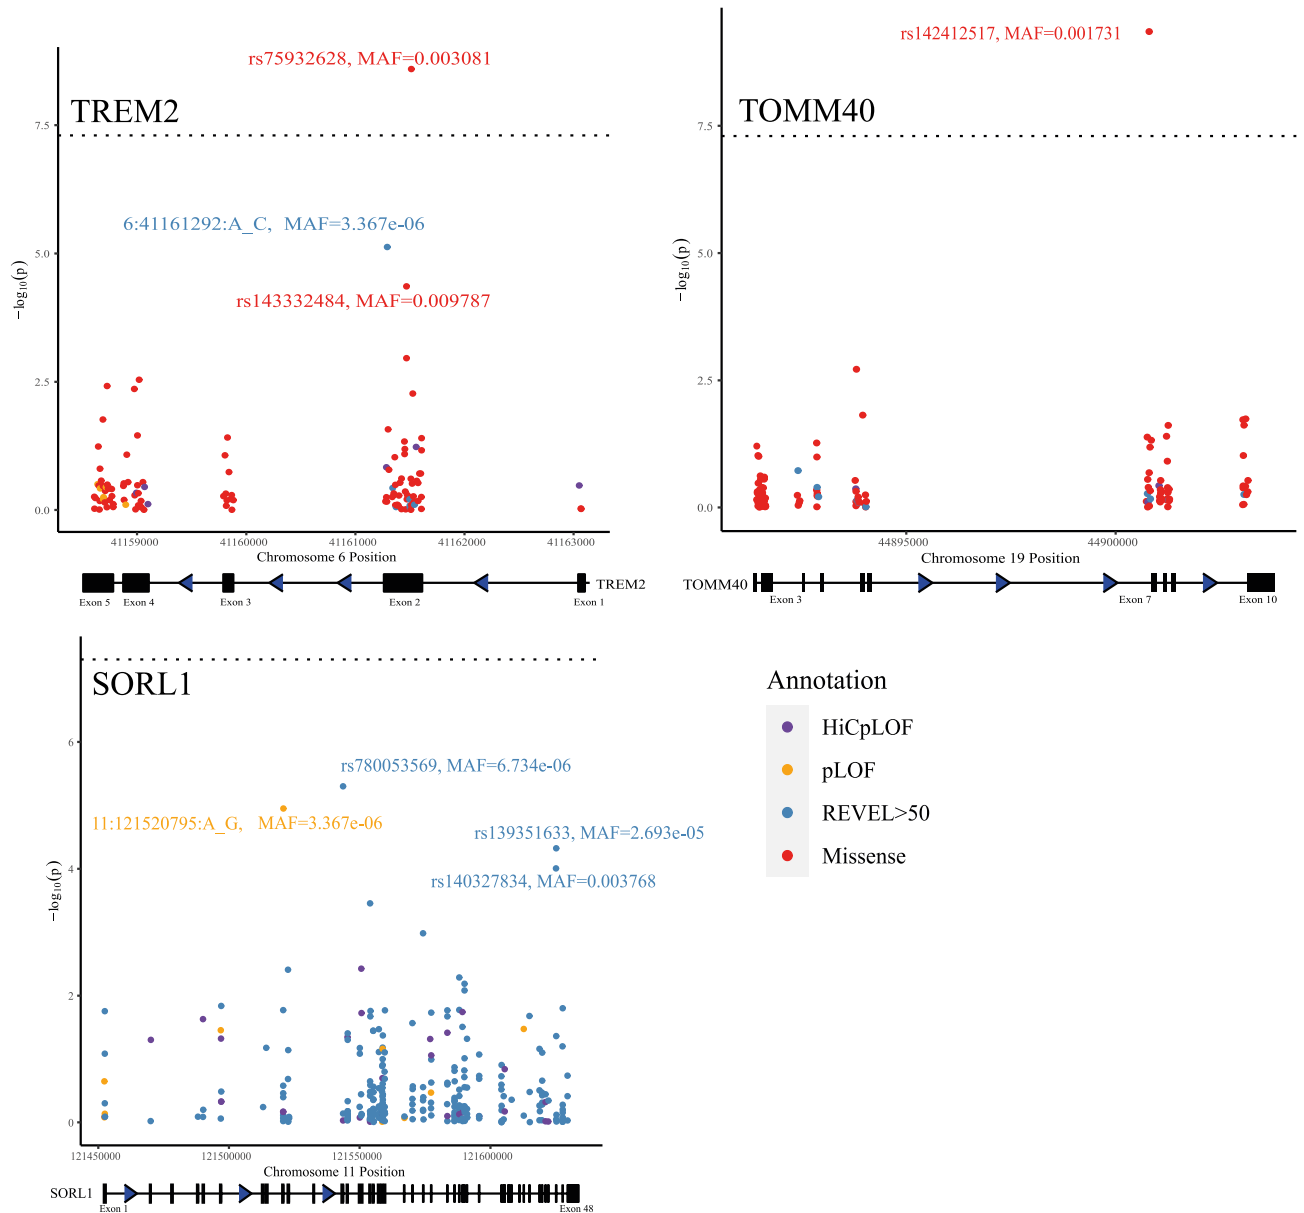 rs75932628, MAF=0.003081
TREM2
7.5
6:41161292:A_C, MAF=3.367e-06
5.0
rs143332484, MAF=0.009787
−log10(p)
2.5
0.0
41159000 41160000 41161000 41162000 41163000
Chromosome 6 Position
TREM2
Exon 5 Exon 4 Exon 3 Exon 2 Exon 1
rs142412517, MAF=0.001731
TOMM40
7.5
5.0
−log10(p)
2.5
0.0
44895000 44900000
Chromosome 19 Position
TOMM40
Exon 3 Exon 7 Exon 10
SORL1
6
rs780053569, MAF=6.734e-06
11:121520795:A_G, MAF=3.367e-06
rs139351633, MAF=2.693e-05
4
rs140327834, MAF=0.003768
−log10(p)
2
0
121450000 121500000 121550000 121600000
Chromosome 11 Position
SORL1
Exon 1 Exon 48
Annotation
HiCpLOF
pLOF
REVEL>50
Missense